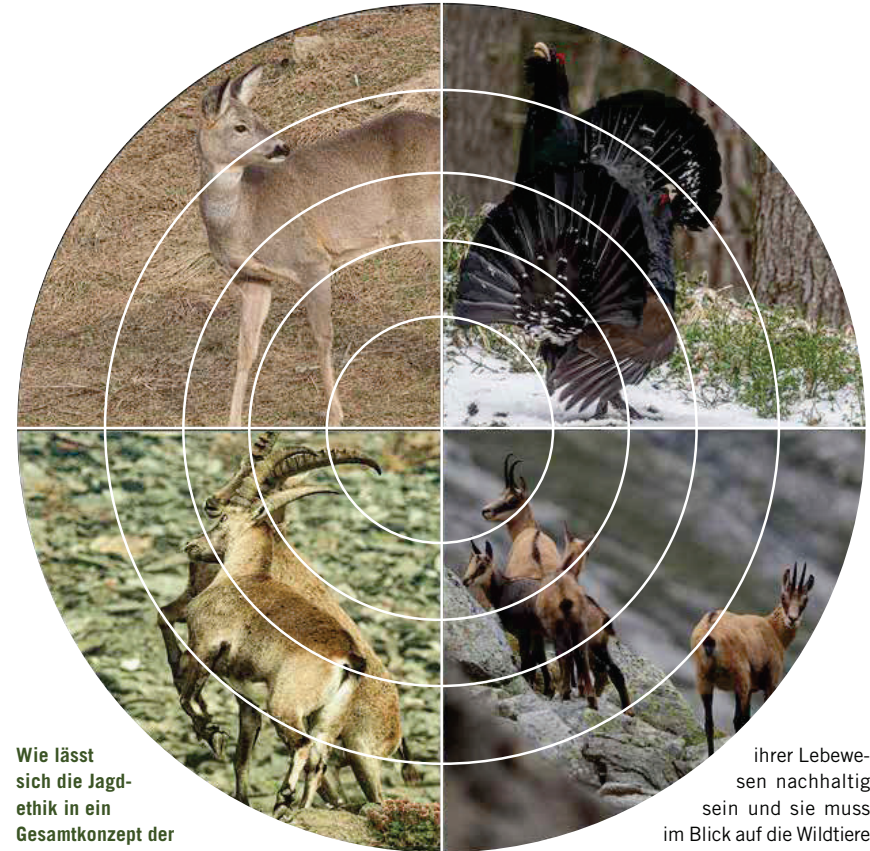 Wie lässt
sich die Jagd-
ethik in ein
Gesamtkonzept der
ihrer Lebewe-
sen nachhaltig
sein und sie muss
im Blick auf die Wildtiere